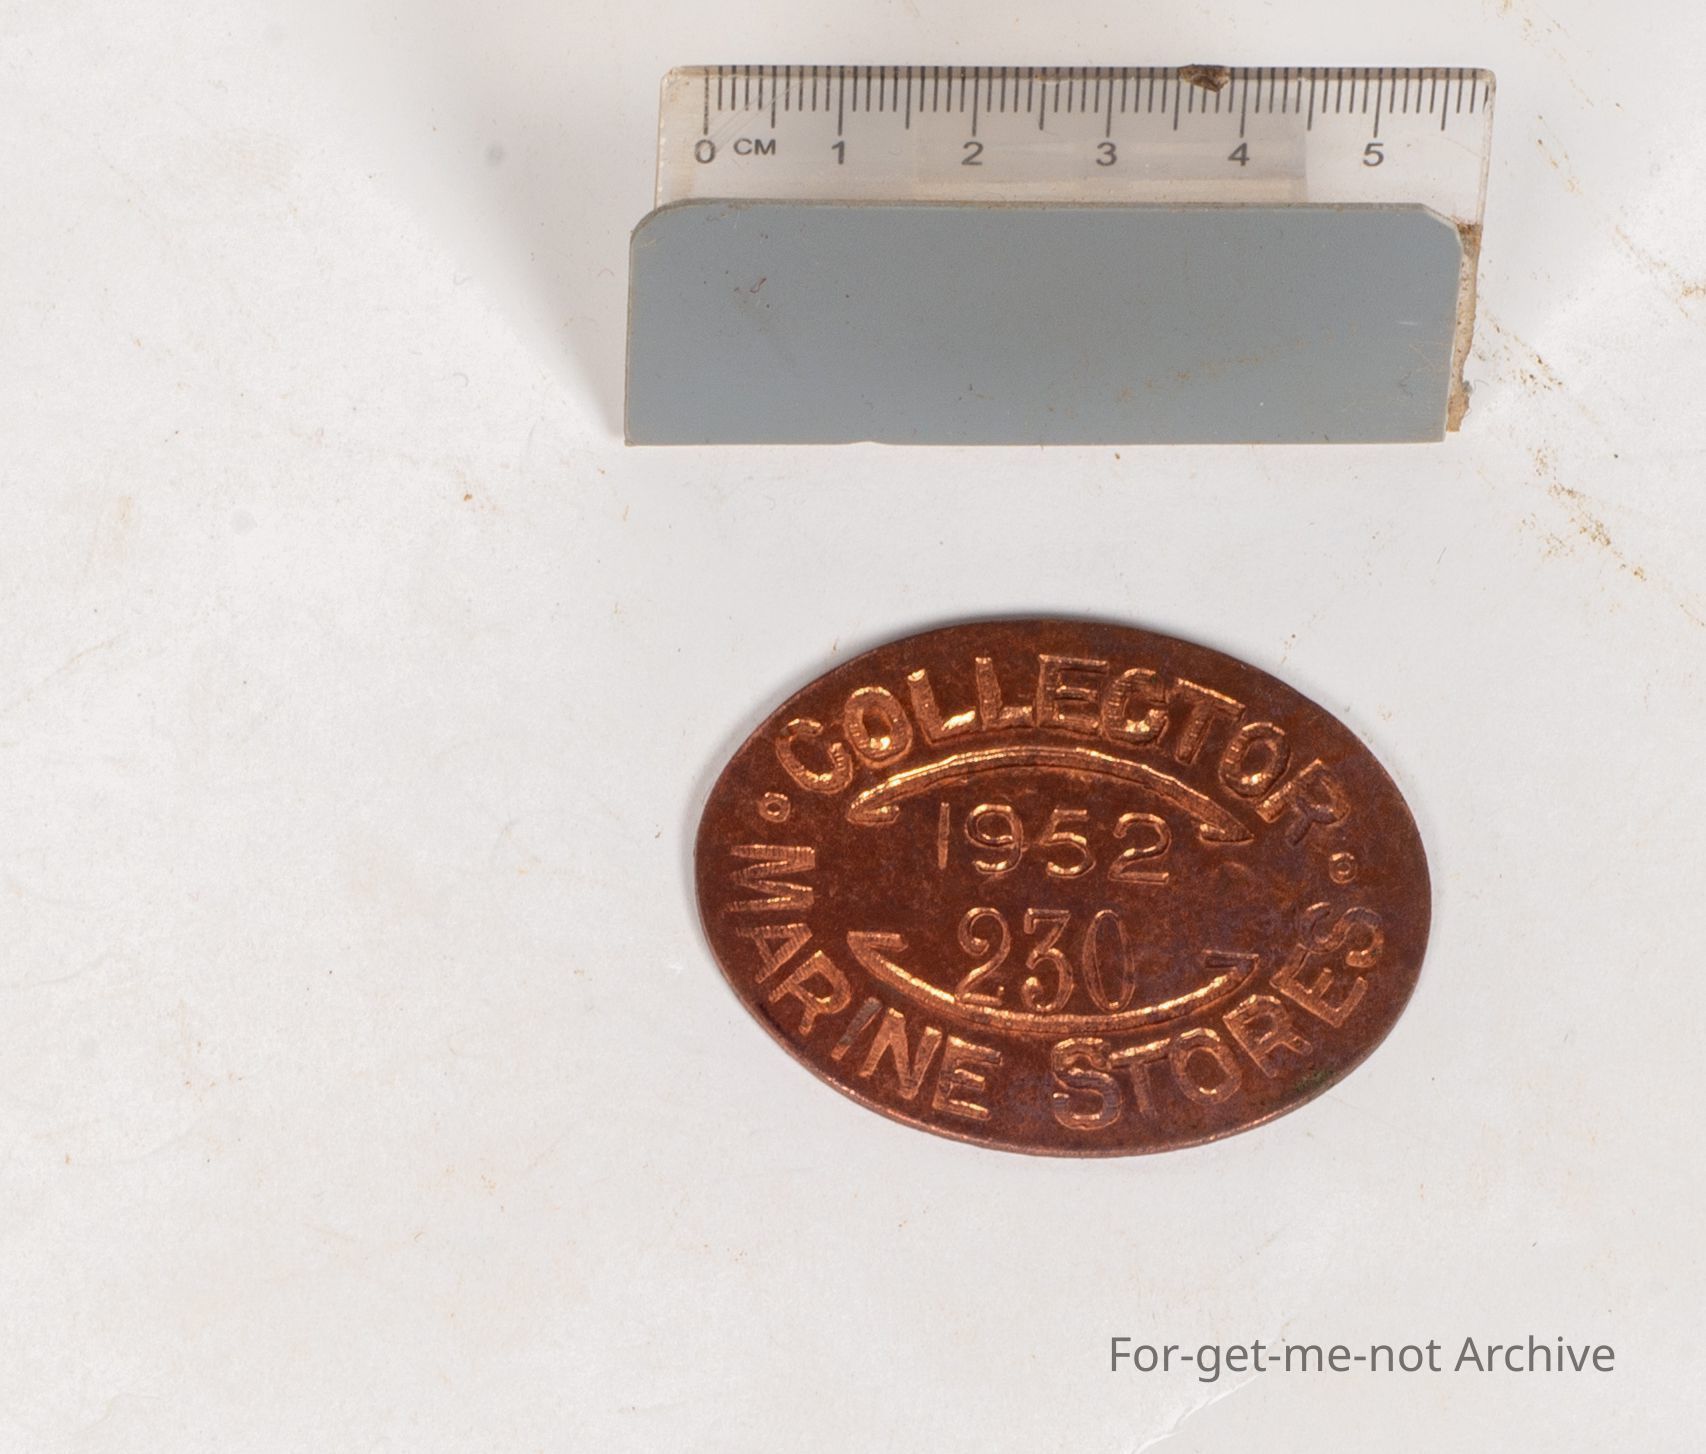 0 CM 1 2 3 4 5
COLLECTOR
1952
230
MARINE STORES
For-get-me-not Archive